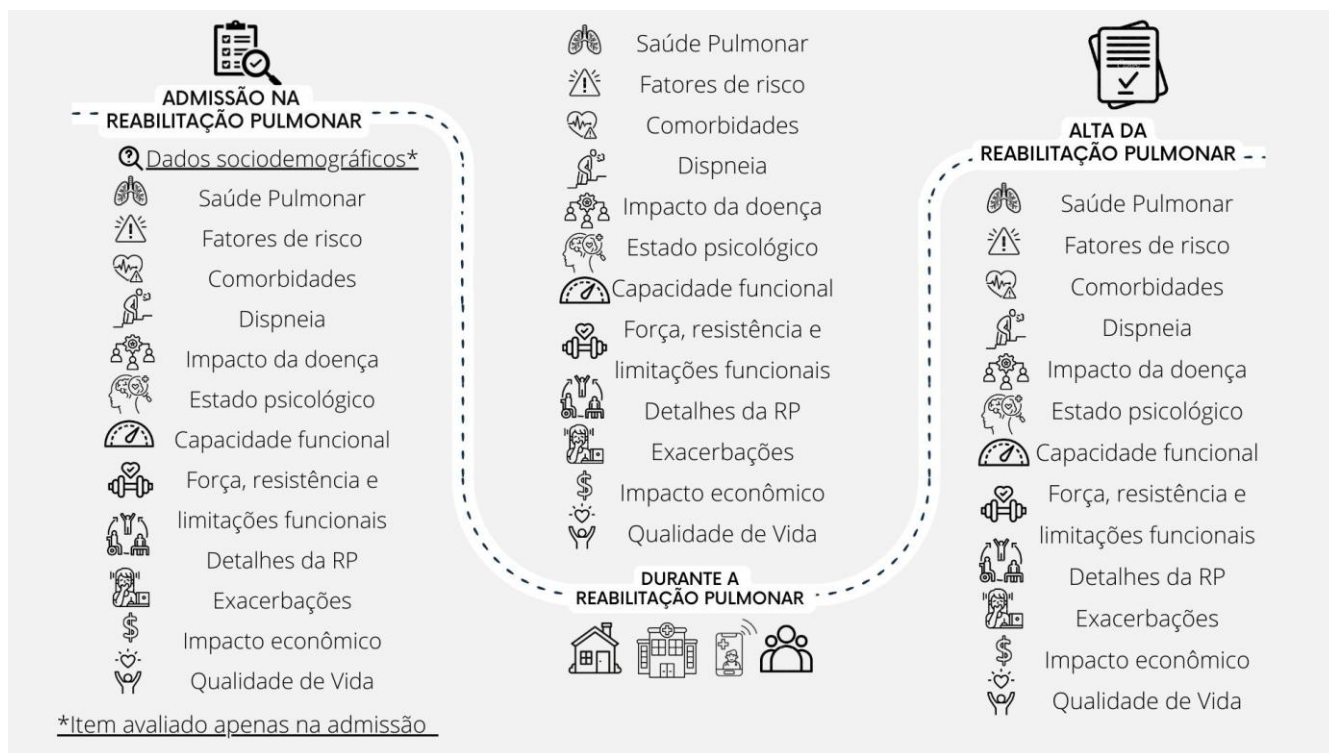 ADMISSÃO NA
REABILITAÇÃO PULMONAR
Dados sociodemográficos*
Saúde Pulmonar
Fatores de risco
Comorbidades
Dispneia
Impacto da doença
Estado psicológico
Capacidade funcional
Força, resistência e
limitações funcionais
Detalhes da RP
Exacerbações
Impacto econômico
Qualidade de Vida
*Item avaliado apenas na admissão
Saúde Pulmonar
Fatores de risco
Comorbidades
Dispneia
Impacto da doença
Estado psicológico
Capacidade funcional
Força, resistência e
limitações funcionais
Detalhes da RP
Exacerbações
Impacto econômico
Qualidade de Vida
DURANTE A
REABILITAÇÃO PULMONAR
ALTA DA
REABILITAÇÃO PULMONAR
Saúde Pulmonar
Fatores de risco
Comorbidades
Dispneia
Impacto da doença
Estado psicológico
Capacidade funcional
Força, resistência e
limitações funcionais
Detalhes da RP
Exacerbações
Impacto econômico
Qualidade de Vida